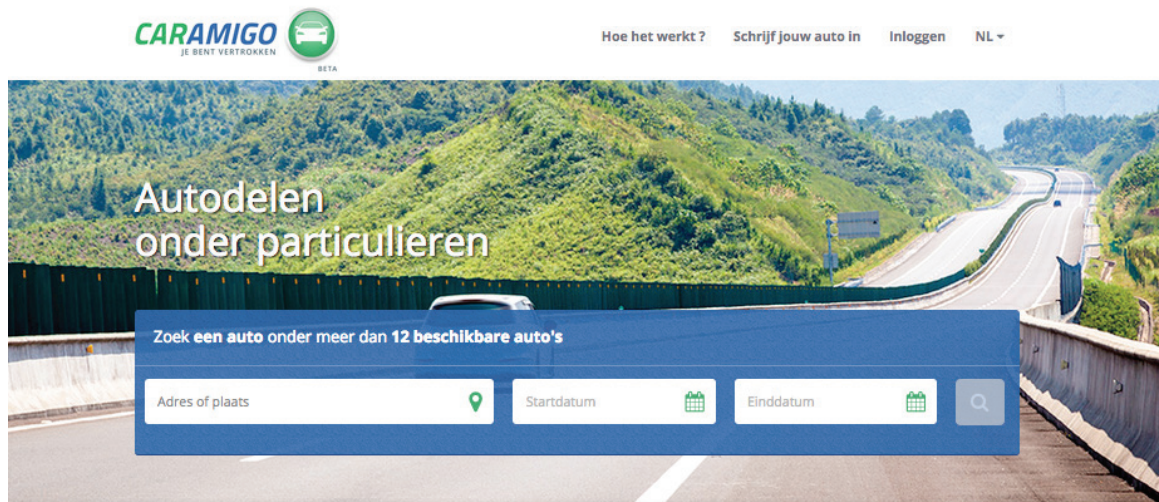 CARAMIGO
JE BENT VERTROKKEN
BETA
Hoe het werkt ? Schrijf jouw auto in Inloggen NL
Autodelen
onder particulieren
Zoek een auto onder meer dan 12 beschikbare auto's
Adres of plaats Startdatum Einddatum